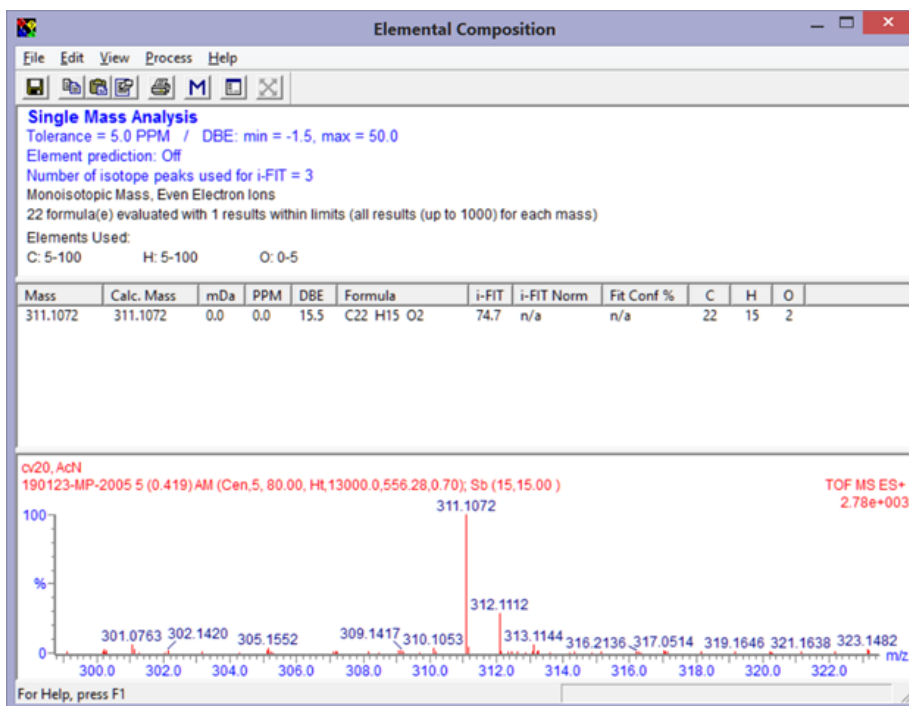 Elemental Composition
File Edit View Process Help
M
Single Mass Analysis
Tolerance = 5.0 PPM / DBE: min = -1.5, max = 50.0
Element prediction: Off
Number of isotope peaks used for i-FIT = 3
Monoisotopic Mass, Even Electron Ions
22 formula(e) evaluated with 1 results within limits (all results (up to 1000) for each mass)
Elements Used:
C: 5-100 H: 5-100 O: 0-5
Mass Calc. Mass mDa PPM DBE Formula i-FIT i-FIT Norm Fit Conf % C H O
311.1072 311.1072 0.0 0.0 15.5 C22 H15 O2 74.7 n/a n/a 22 15 2
cv20, AcN
190123-MP-2005 5 (0.419) AM (Cen,5, 80.00, Ht,13000.0,556.28,0.70); Sb (15,15.00 ) TOF MS ES+
2.78e+003
311.1072
100
%
312.1112
301.0763 302.1420 305.1552 309.1417 310.1053 313.1144 316.2136 317.0514 319.1646 321.1638 323.1482
0 m/z
300.0 302.0 304.0 306.0 308.0 310.0 312.0 314.0 316.0 318.0 320.0 322.0
For Help, press F1